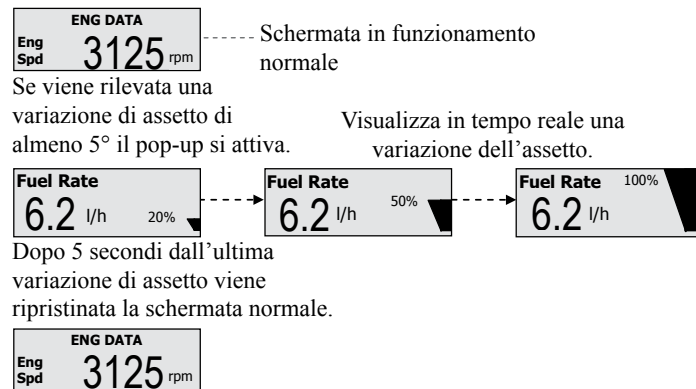 ENG DATA
Eng Spd 3125 rpm
Schermata in funzionamento
normale
Se viene rilevata una
variazione di assetto di
almeno 5° il pop-up si attiva.
Visualizza in tempo reale una
variazione dell’assetto.
Fuel Rate
6.2 l/h 20%
Fuel Rate
6.2 l/h 50%
Fuel Rate 100%
6.2 l/h
Dopo 5 secondi dall’ultima
variazione di assetto viene
ripristinata la schermata normale.
ENG DATA
Eng Spd 3125 rpm